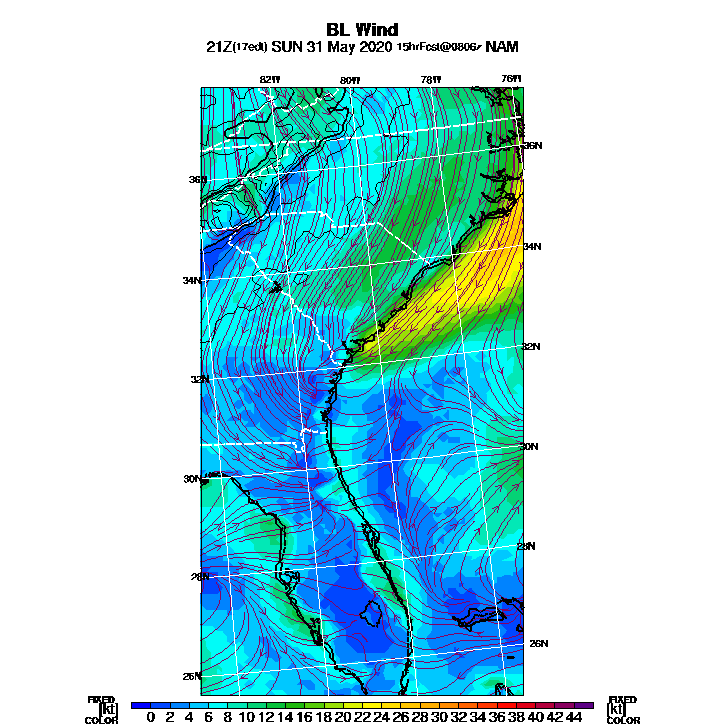 BL Wind
21Z(17edt) SUN 31 May 2020 15hrFcst@0806z NAM
82W 80W 78W 76W
36N
36N
34N
34N
32N
32N
30N
30N
28N
28N
26N
26N
FIXED FIXED
[kt] 0 2 4 6 8 10 12 14 16 18 20 22 24 26 28 30 32 34 36 38 40 42 44 [kt]
COLOR COLOR